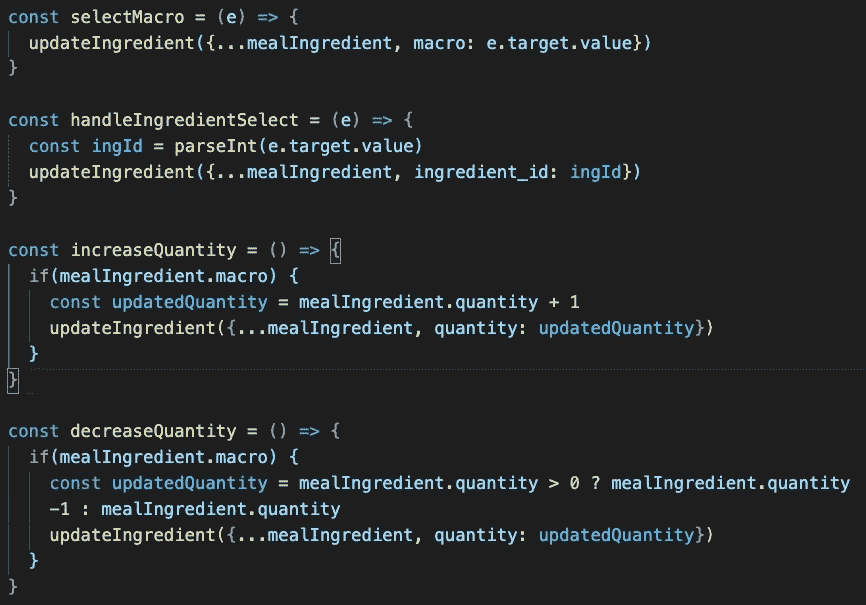 const selectMacro = (e) => {
  updateIngredient({...mealIngredient, macro: e.target.value})
}

const handleIngredientSelect = (e) => {
  const ingId = parseInt(e.target.value)
  updateIngredient({...mealIngredient, ingredient_id: ingId})
}

const increaseQuantity = () => {
  if(mealIngredient.macro) {
    const updatedQuantity = mealIngredient.quantity + 1
    updateIngredient({...mealIngredient, quantity: updatedQuantity})
  }
}

const decreaseQuantity = () => {
  if(mealIngredient.macro) {
    const updatedQuantity = mealIngredient.quantity > 0 ? mealIngredient.quantity
    -1 : mealIngredient.quantity
    updateIngredient({...mealIngredient, quantity: updatedQuantity})
  }
}